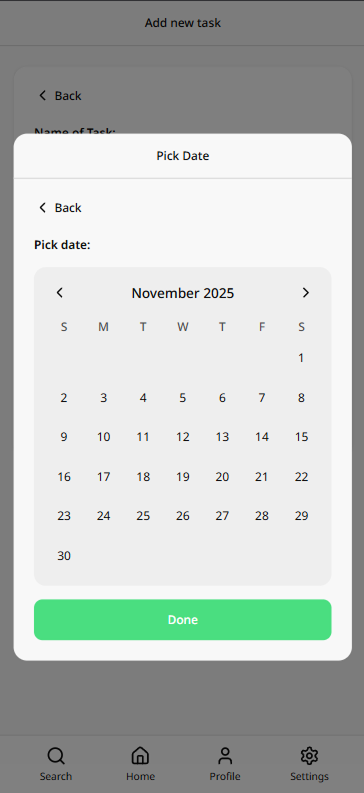 Add new task
Back
Name of Task:
Pick Date
Back
Pick date:
November 2025
S M T W T F S
1
2 3 4 5 6 7 8
9 10 11 12 13 14 15
16 17 18 19 20 21 22
23 24 25 26 27 28 29
30
Done
Search Home Profile Settings